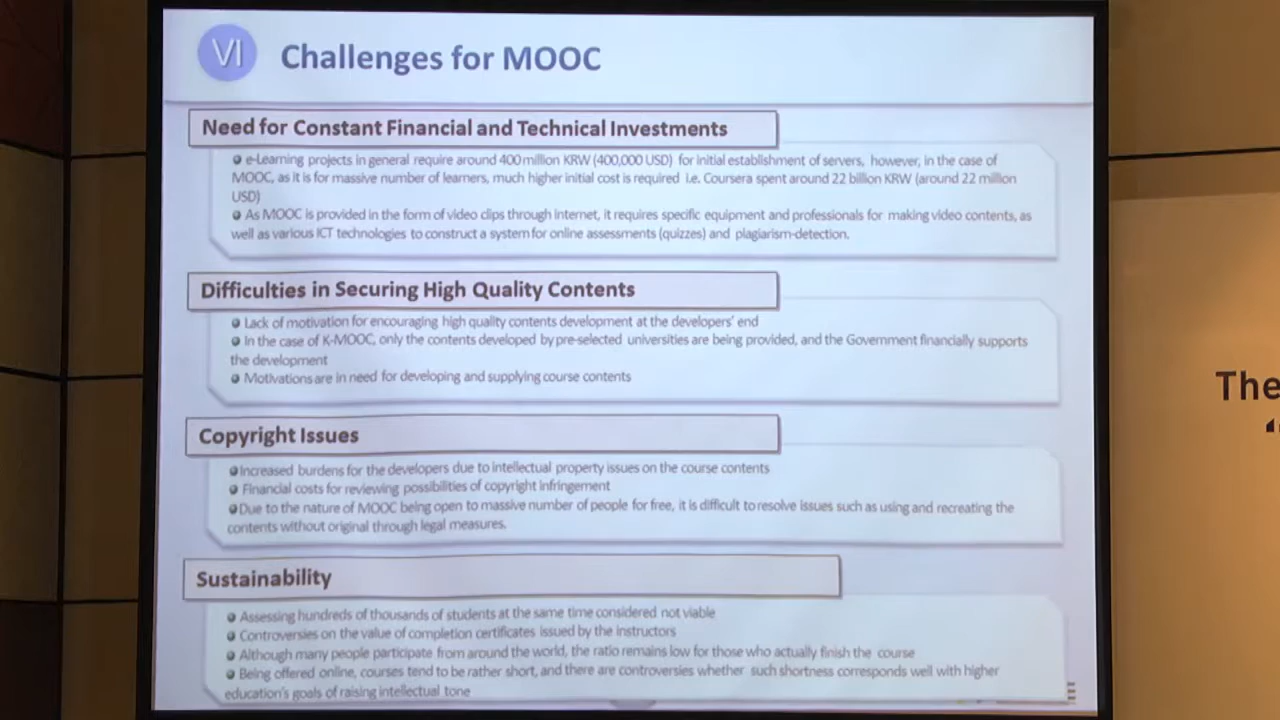 VI Challenges for MOOC
Need for Constant Financial and Technical Investments
e-Learning projects in general require around 400 million KRW (400,000 USD) for initial establishment of servers, however, in the case of
MOOC, as it is for massive number of learners, much higher initial cost is required i.e. Coursera spent around 22 billion KRW (around 22 million
USD)
As MOOC is provided in the form of video clips through internet, it requires specific equipment and professionals for making video contents, as
well as various ICT technologies to construct a system for online assessments (quizzes) and plagiarism-detection.
Difficulties in Securing High Quality Contents
Lack of motivation for encouraging high quality contents development at the developers' end
In the case of K-MOOC, only the contents developed by pre-selected universities are being provided, and the Government financially supports
the development
Motivations are in need for developing and supplying course contents
The
Copyright Issues
Increased burdens for the developers due to intellectual property issues on the course contents
Financial costs for reviewing possibilities of copyright infringement
Due to the nature of MOOC being open to massive number of people for free, it is difficult to resolve issues such as using and recreating the
contents without original through legal measures.
Sustainability
Assessing hundreds of thousands of students at the same time considered not viable
Controversies on the value of completion certificates issued by the instructors
Although many people participate from around the world, the ratio remains low for those who actually finish the course
Being offered online, courses tend to be rather short, and there are controversies whether such shortness corresponds well with higher
education's goals of raising intellectual tone